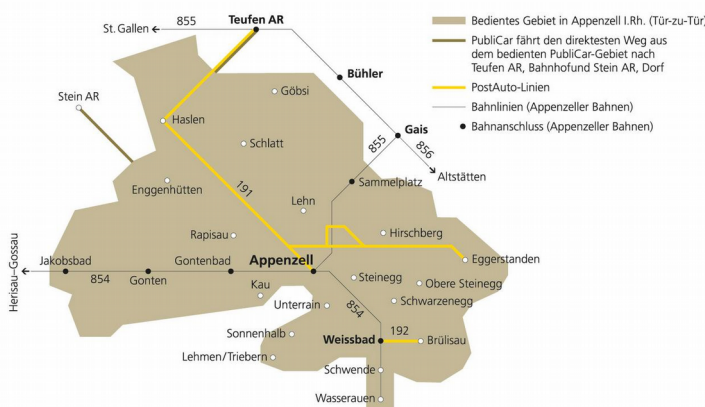 855
Teufen AR
St. Gallen
Bühler
Göbsi
Stein AR
Haslen
Gais
855
856
Schlatt
Altstätten
Sammelplatz
Enggenhütten
191
Lehn
Rapisau
Hirschberg
Jakobsbad
Gontenbad
Appenzell
Eggerstanden
Herisau–Gossau
854
Gonten
Kau
Steinegg
Obere Steinegg
Unterrain
854
Schwarzenegg
Sonnenhalb
Weissbad
192
Brülisau
Lehmen/Triebern
Schwende
Wasserauen
Bedientes Gebiet in Appenzell I.Rh. (Tür-zu-Tür)
PubliCar fährt den direktesten Weg aus
dem bedienten PubliCar-Gebiet nach
Teufen AR, Bahnhofund Stein AR, Dorf
PostAuto-Linien
Bahnlinien (Appenzeller Bahnen)
Bahnanschluss (Appenzeller Bahnen)